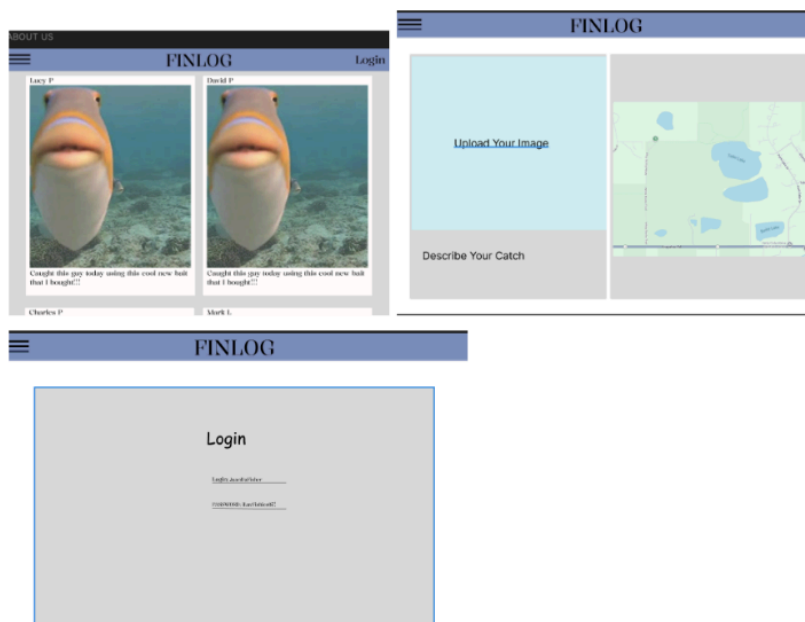 ABOUT US
FINLOG
Login
Lucy P
David P
Caught this guy today using this cool new bait
that I bought!!!
Caught this guy today using this cool new bait
that I bought!!!
Charles P
Mark L
FINLOG
Upload Your Image
Describe Your Catch
FINLOG
Login